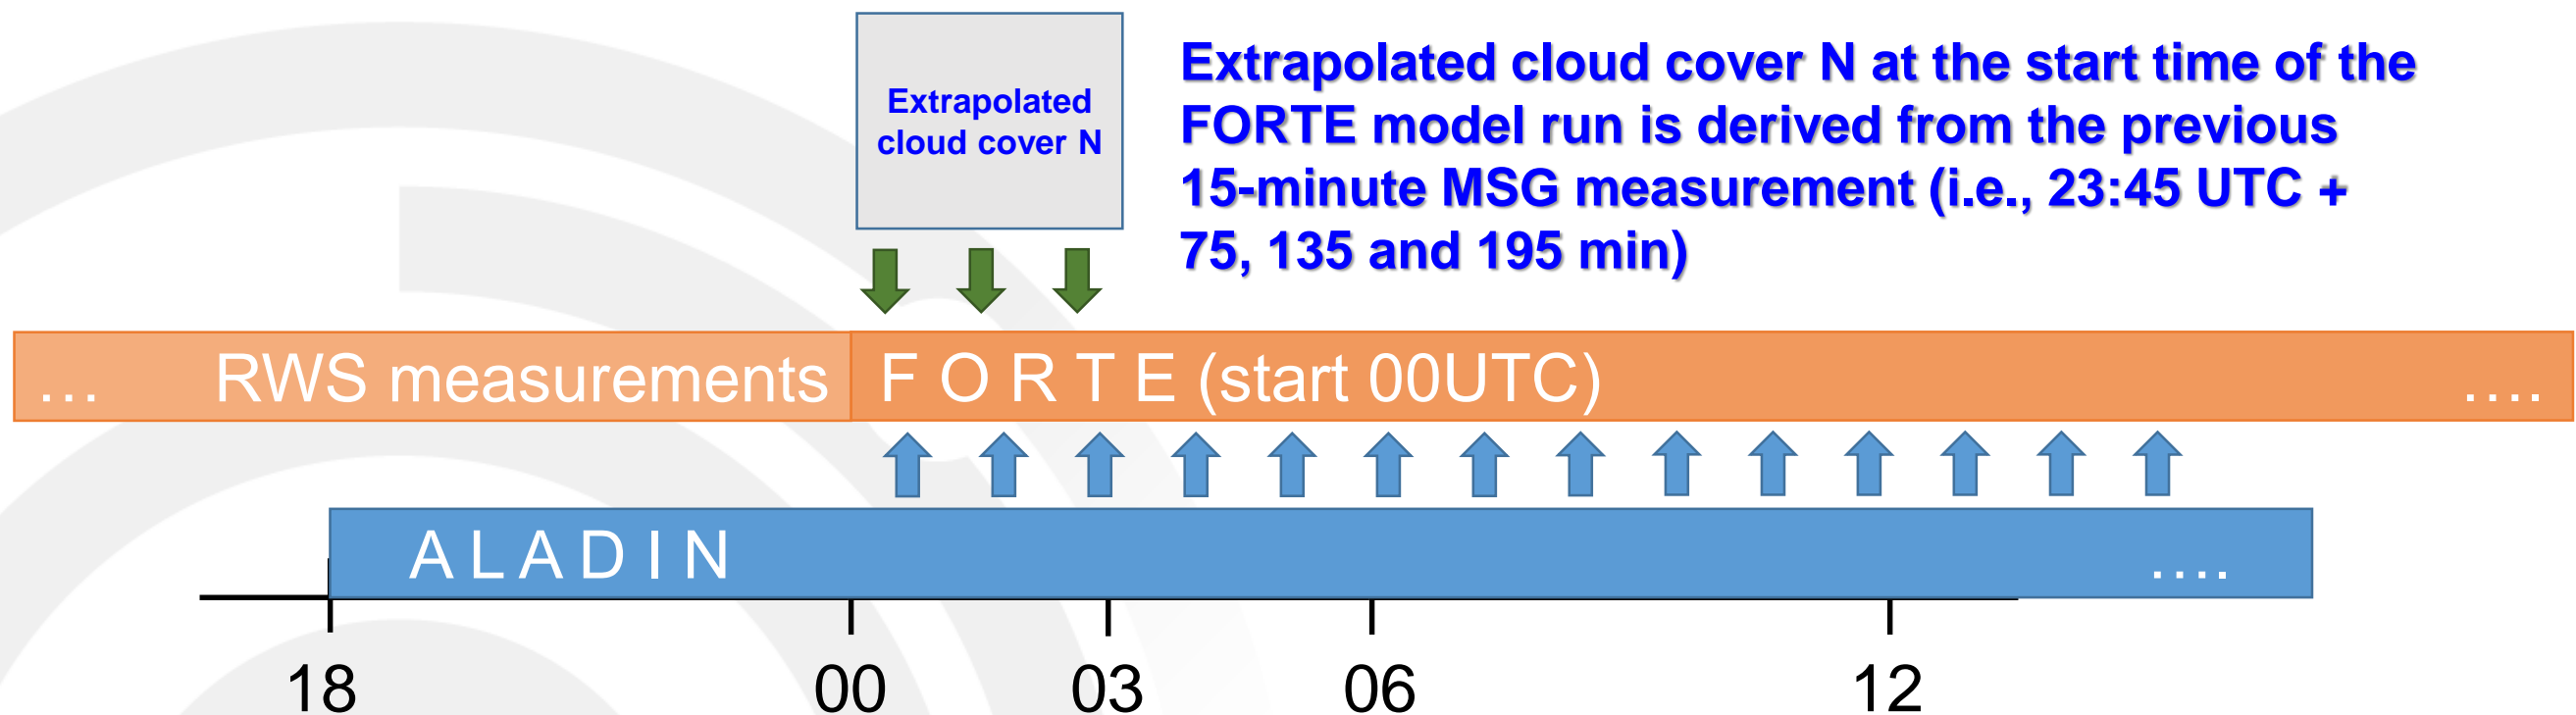 Extrapolated
cloud cover N
Extrapolated cloud cover N at the start time of the
FORTE model run is derived from the previous
15-minute MSG measurement (i.e., 23:45 UTC +
75, 135 and 195 min)
... RWS measurements F O R T E (start 00UTC) ....
A L A D I N ....
18 00 03 06 12